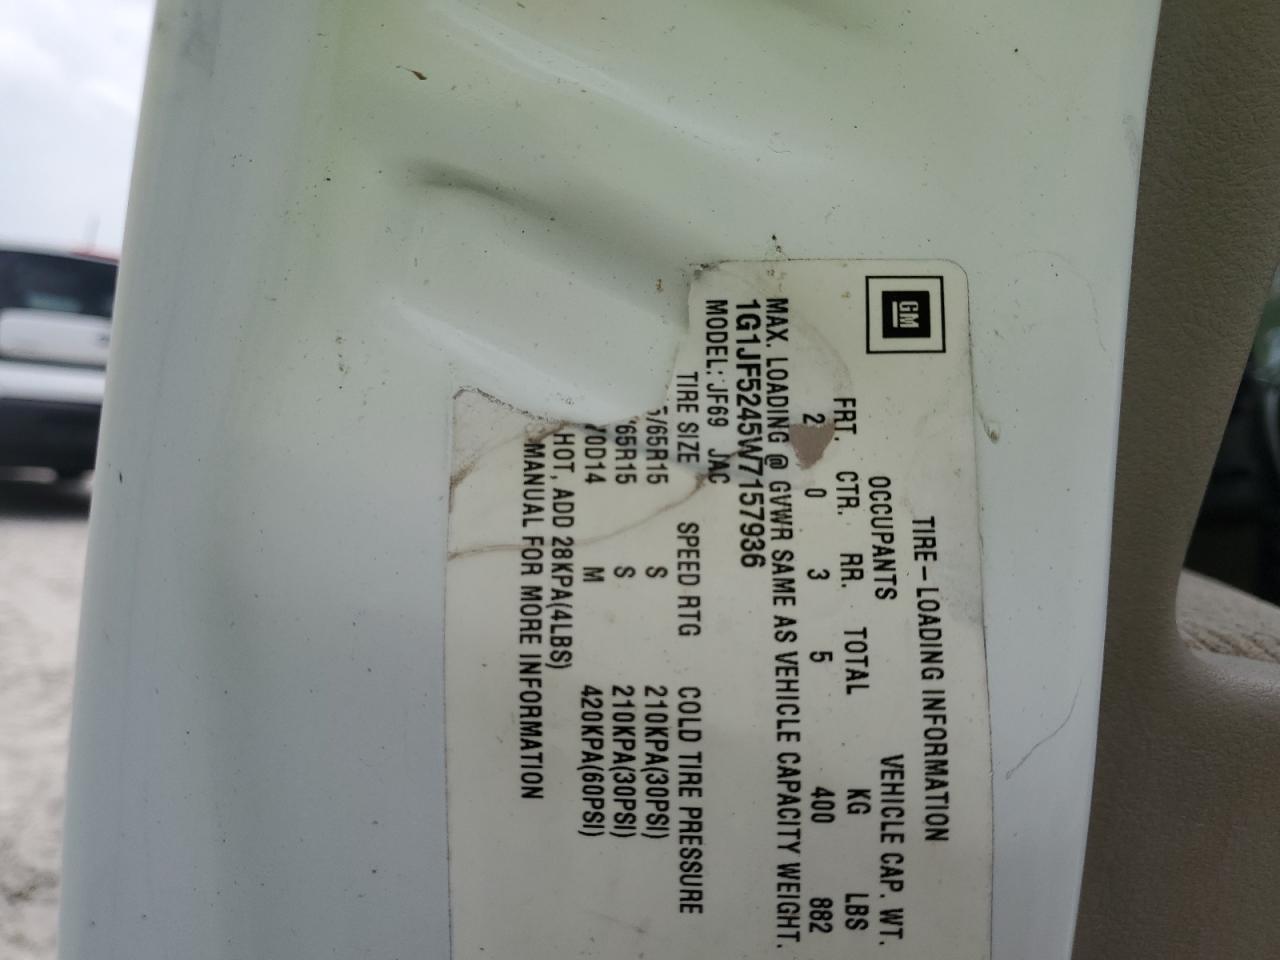 GM
TIRE-LOADING INFORMATION
OCCUPANTS VEHICLE CAP. WT.
FRT. CTR. RR. TOTAL KG LBS
2 0 3 5 400 882
MAX. LOADING @ GVWR SAME AS VEHICLE CAPACITY WEIGHT.
1G1JF5245W7157936
MODEL: JF69 JAC
TIRE SIZE SPEED RTG COLD TIRE PRESSURE
5/65R15 S 210KPA(30PSI)
/65R15 S 210KPA(30PSI)
70D14 M 420KPA(60PSI)
HOT, ADD 28KPA(4LBS)
MANUAL FOR MORE INFORMATION